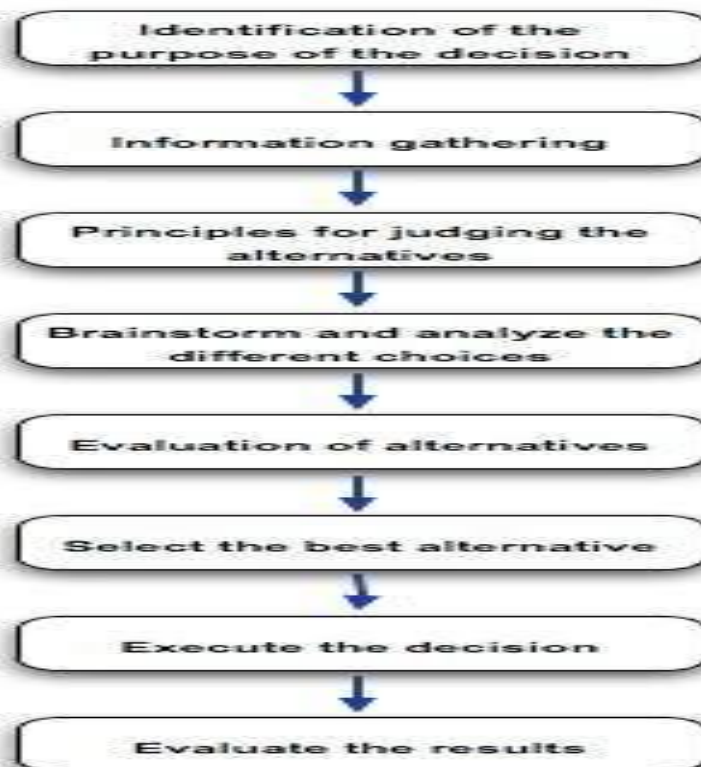 Identification of the
purpose of the decision
Information gathering
Principles for judging the
alternatives
Brainstorm and analyze the
different choices
Evaluation of alternatives
Select the best alternative
Execute the decision
Evaluate the results